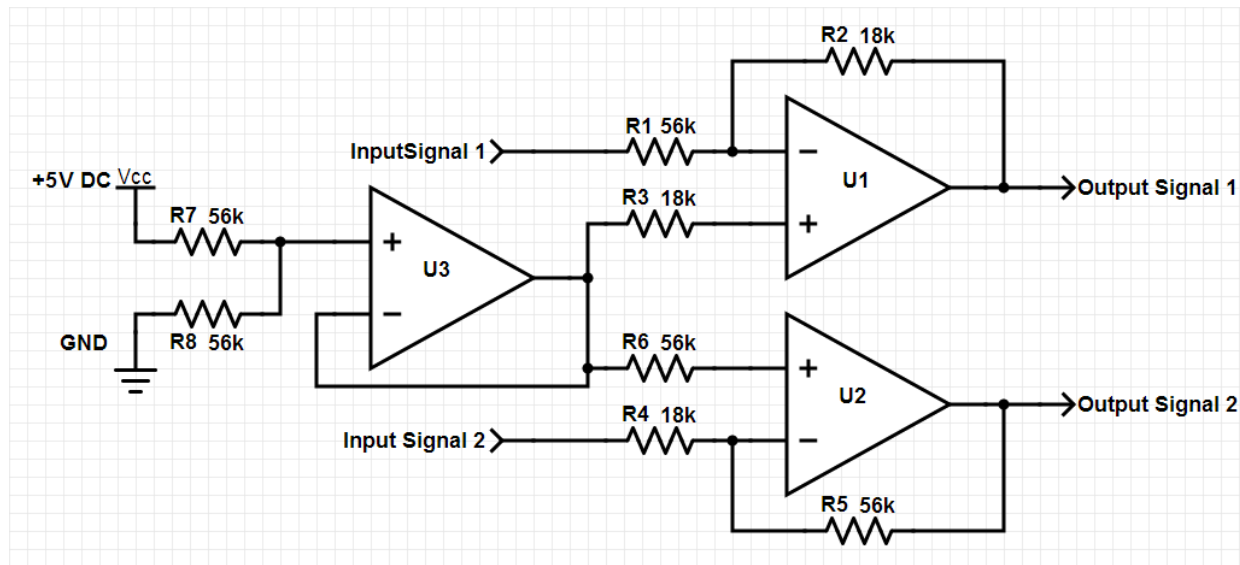 R2 18k
R1 56k
InputSignal 1
−
U1
Output Signal 1
+5V DC Vcc
R3 18k
R7 56k
+
+
U3
−
R8 56k
GND
R6 56k
+
U2
Output Signal 2
R4 18k
Input Signal 2
−
R5 56k